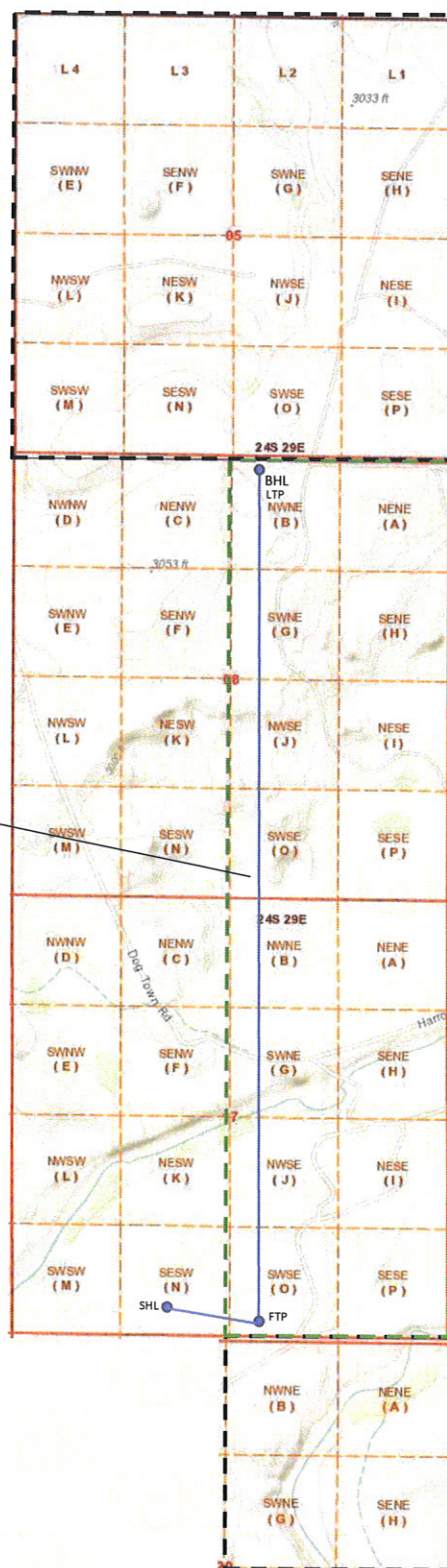 L 4 L 3 L 2 L 1
3033 ft
SWNW SENW SWNE SENE
(E) (F) (G) (H)
05
NWSW NESW NWSE NESE
(L) (K) (J) (I)
SWSW SESW SWSE SESE
(M) (N) (O) (P)
24S 29E
BHL
LTP
NWNW NENW NWNE NENE
(D) (C) (B) (A)
3053 ft
SWNW SENW SWNE SENE
(E) (F) (G) (H)
08
NWSW NESW NWSE NESE
(L) (K) (J) (I)
SWSW SESW SWSE SESE
(M) (N) (O) (P)
24S 29E
NWNW NENW NWNE NENE
(D) (C) (B) (A)
Dog Town Rd
SWNW SENW SWNE SENE
(E) (F) (G) (H)
7
NWSW NESW NWSE NESE
(L) (K) (J) (I)
SWSW SESW SWSE SESE
(M) (N) (O) (P)
SHL FTP
NWNE NENE
(B) (A)
SWNE SENE
(G) (H)